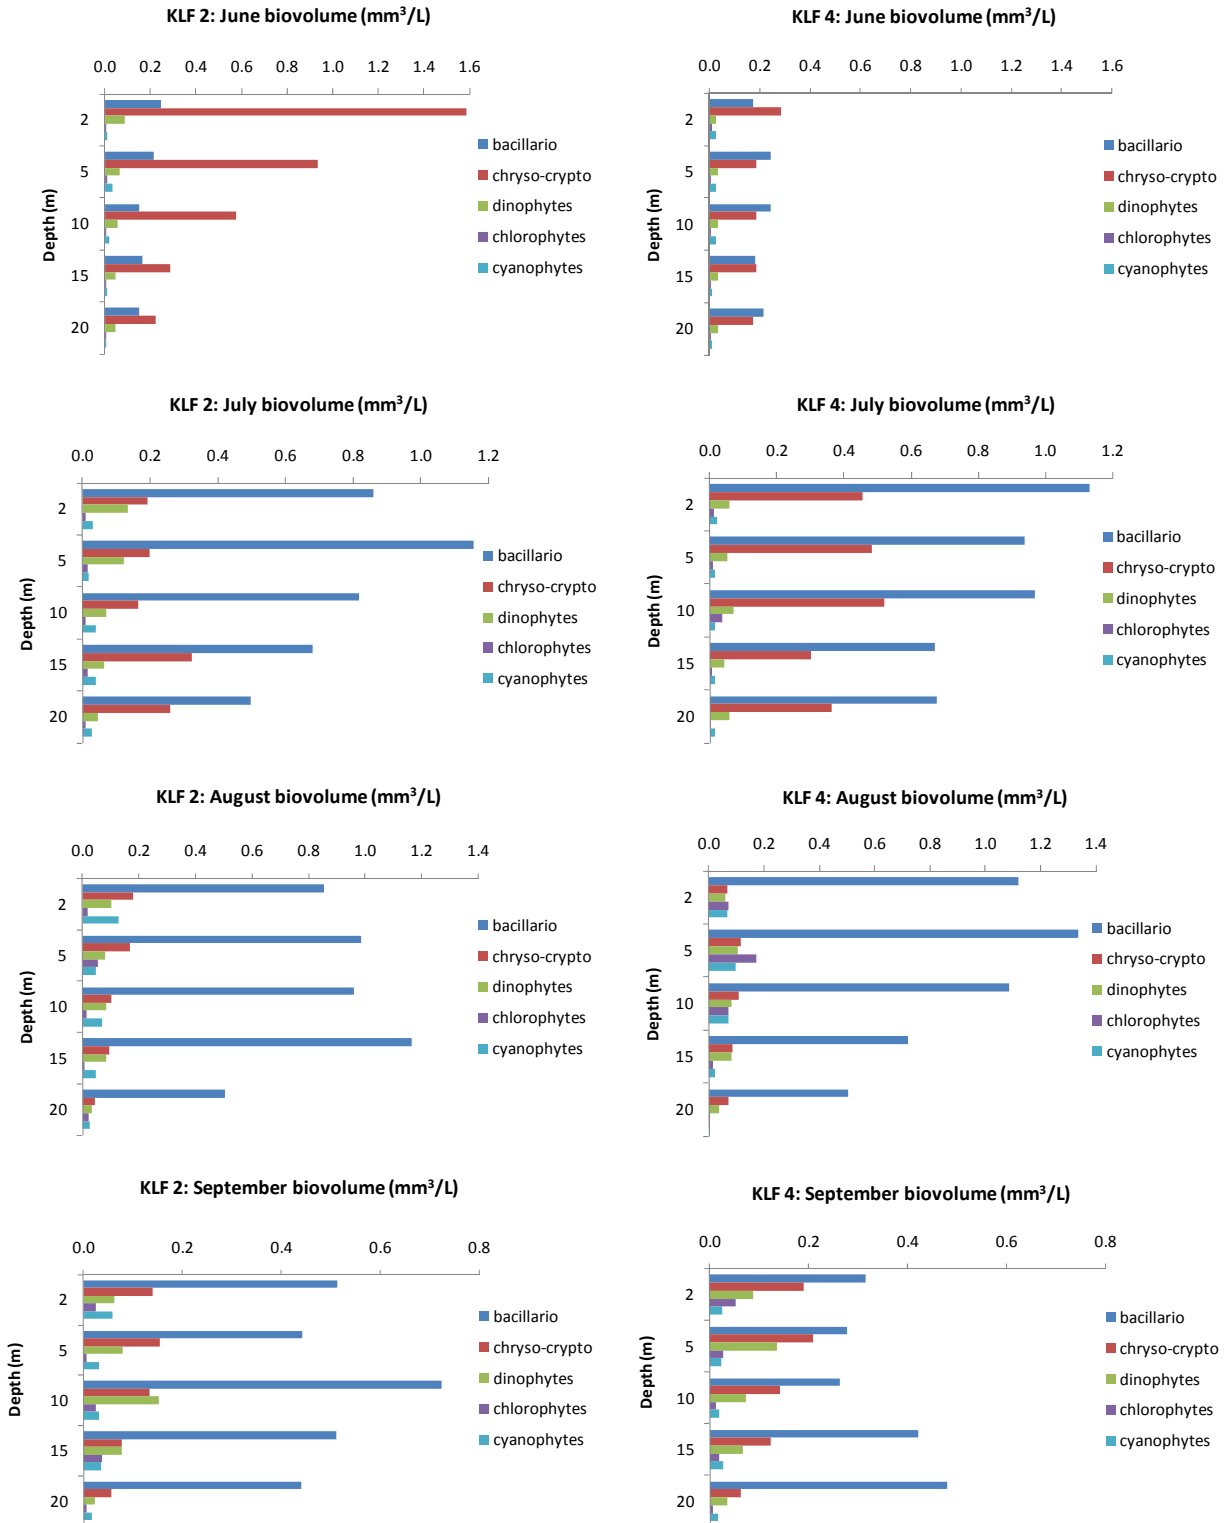 KLF 2: June biovolume (mm³/L)
0.0 0.2 0.4 0.6 0.8 1.0 1.2 1.4 1.6
Depth (m)
2
5
10
15
20
bacillario
chryso-crypto
dinophytes
chlorophytes
cyanophytes
KLF 4: June biovolume (mm³/L)
0.0 0.2 0.4 0.6 0.8 1.0 1.2 1.4 1.6
Depth (m)
2
5
10
15
20
bacillario
chryso-crypto
dinophytes
chlorophytes
cyanophytes
KLF 2: July biovolume (mm³/L)
0.0 0.2 0.4 0.6 0.8 1.0 1.2
Depth (m)
2
5
10
15
20
bacillario
chryso-crypto
dinophytes
chlorophytes
cyanophytes
KLF 4: July biovolume (mm³/L)
0.0 0.2 0.4 0.6 0.8 1.0 1.2
Depth (m)
2
5
10
15
20
bacillario
chryso-crypto
dinophytes
chlorophytes
cyanophytes
KLF 2: August biovolume (mm³/L)
0.0 0.2 0.4 0.6 0.8 1.0 1.2 1.4
Depth (m)
2
5
10
15
20
bacillario
chryso-crypto
dinophytes
chlorophytes
cyanophytes
KLF 4: August biovolume (mm³/L)
0.0 0.2 0.4 0.6 0.8 1.0 1.2 1.4
Depth (m)
2
5
10
15
20
bacillario
chryso-crypto
dinophytes
chlorophytes
cyanophytes
KLF 2: September biovolume (mm³/L)
0.0 0.2 0.4 0.6 0.8
Depth (m)
2
5
10
15
20
bacillario
chryso-crypto
dinophytes
chlorophytes
cyanophytes
KLF 4: September biovolume (mm³/L)
0.0 0.2 0.4 0.6 0.8
Depth (m)
2
5
10
15
20
bacillario
chryso-crypto
dinophytes
chlorophytes
cyanophytes